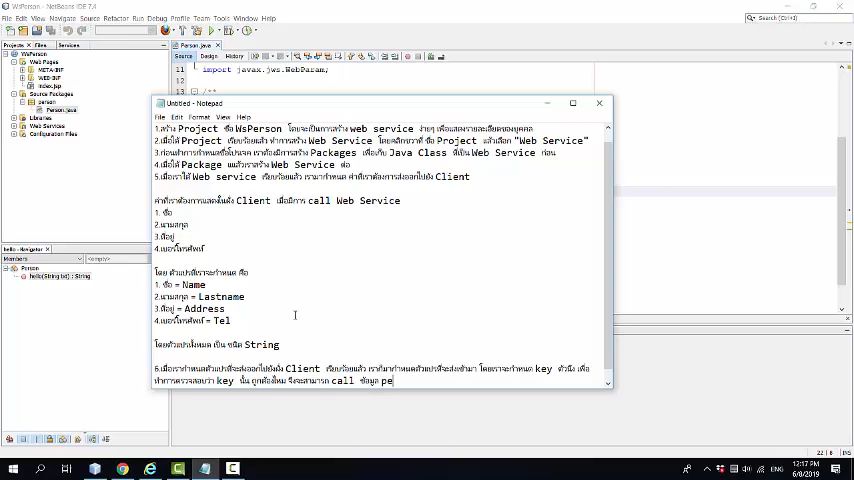 WsPerson - NetBeans IDE 7.4
File Edit View Navigate Source Refactor Run Debug Profile Team Tools Window Help
Search (Ctrl+I)
Projects Files Services
WsPerson
Web Pages
META-INF
WEB-INF
index.jsp
Source Packages
person
Person.java
Libraries
Web Services
Configuration Files
Person.java
Source Design History
11 import javax.jws.WebParam;
12
13 /**
Untitled - Notepad
File Edit Format View Help
1.สร้าง Project ชื่อ WsPerson โดยจะเป็นการสร้าง web service ง่ายๆ เพื่อแสดงรายละเอียดของบุคคล
2.เมื่อได้ Project เรียบร้อยแล้ว ทำการสร้าง Web Service โดยคลิกขวาที่ ชื่อ Project แล้วเลือก "Web Service"
3.ก่อนทำการกำหนดชื่อโปรเจค เราต้องมีการสร้าง Packages เพื่อเก็บ Java Class ที่เป็น Web Service ก่อน
4.เมื่อได้ Package แแล้วเราสร้าง Web Service ต่อ
5.เมื่อเราได้ Web service เรียบร้อยแล้ว เรามากำหนด ค่าที่เราต้องการส่งออกไปยัง Client
ค่าที่เราต้องการแสดงในฝั่ง Client เมื่อมีการ call Web Service
1. ชื่อ
2.นามสกุล
3.ที่อยู่
4.เบอร์โทรศัพท์
โดย ตัวแปรที่เราจะกำหนด คือ
1. ชื่อ = Name
2.นามสกุล = Lastname
3.ที่อยู่ = Address
4.เบอร์โทรศัพท์ = Tel
โดยตัวแปรทั้งหมด เป็น ชนิด String
6.เมื่อเรากำหนดตัวแปรที่จะส่งออกไปยังฝั่ง Client เรียบร้อยแล้ว เราก็มากำหนดตัวแปรที่จะส่งเข้ามา โดยเราจะกำหนด key ตัวนึง เพื่อ
ทำการตรวจสอบว่า key นั้น ถูกต้องไหม จึงจะสามารถ call ข้อมูล pe
hello - Navigator
Members <empty>
Person
hello(String txt) : String
22 | 8 INS
ENG
12:17 PM
6/8/2019